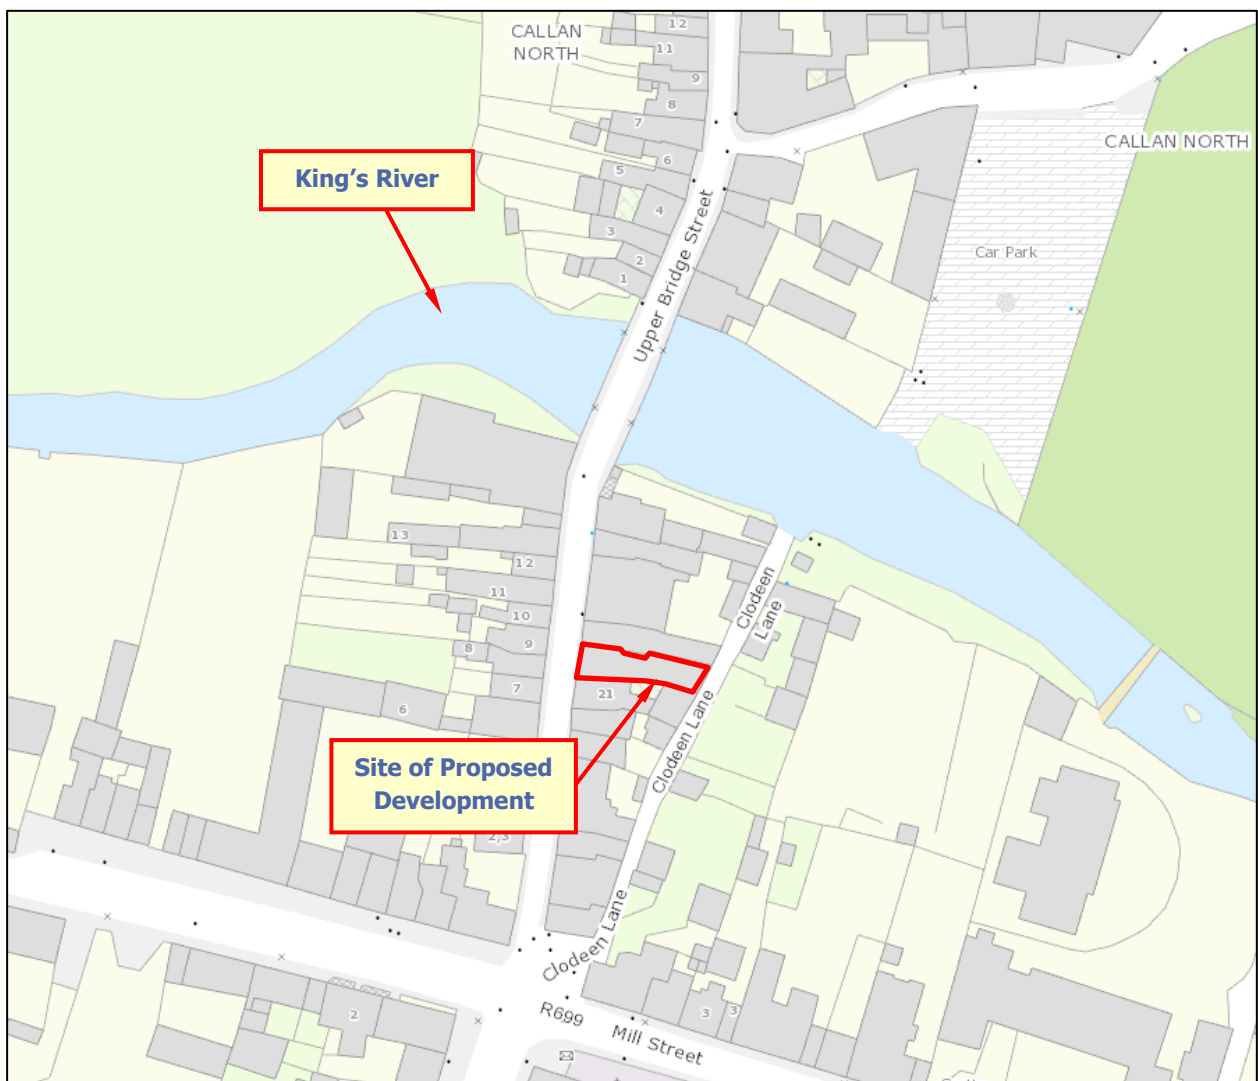 CALLAN
NORTH
12
11
9
8
7
6
5
4
3
2
1
King's River
CALLAN NORTH
Car Park
Upper Bridge Street
13
12
11
10
9
8
7
6
21
Clodeen
Lane
Clodeen Lane
Site of Proposed
Development
2,3
Clodeen Lane
R699
Mill Street
2
3
3